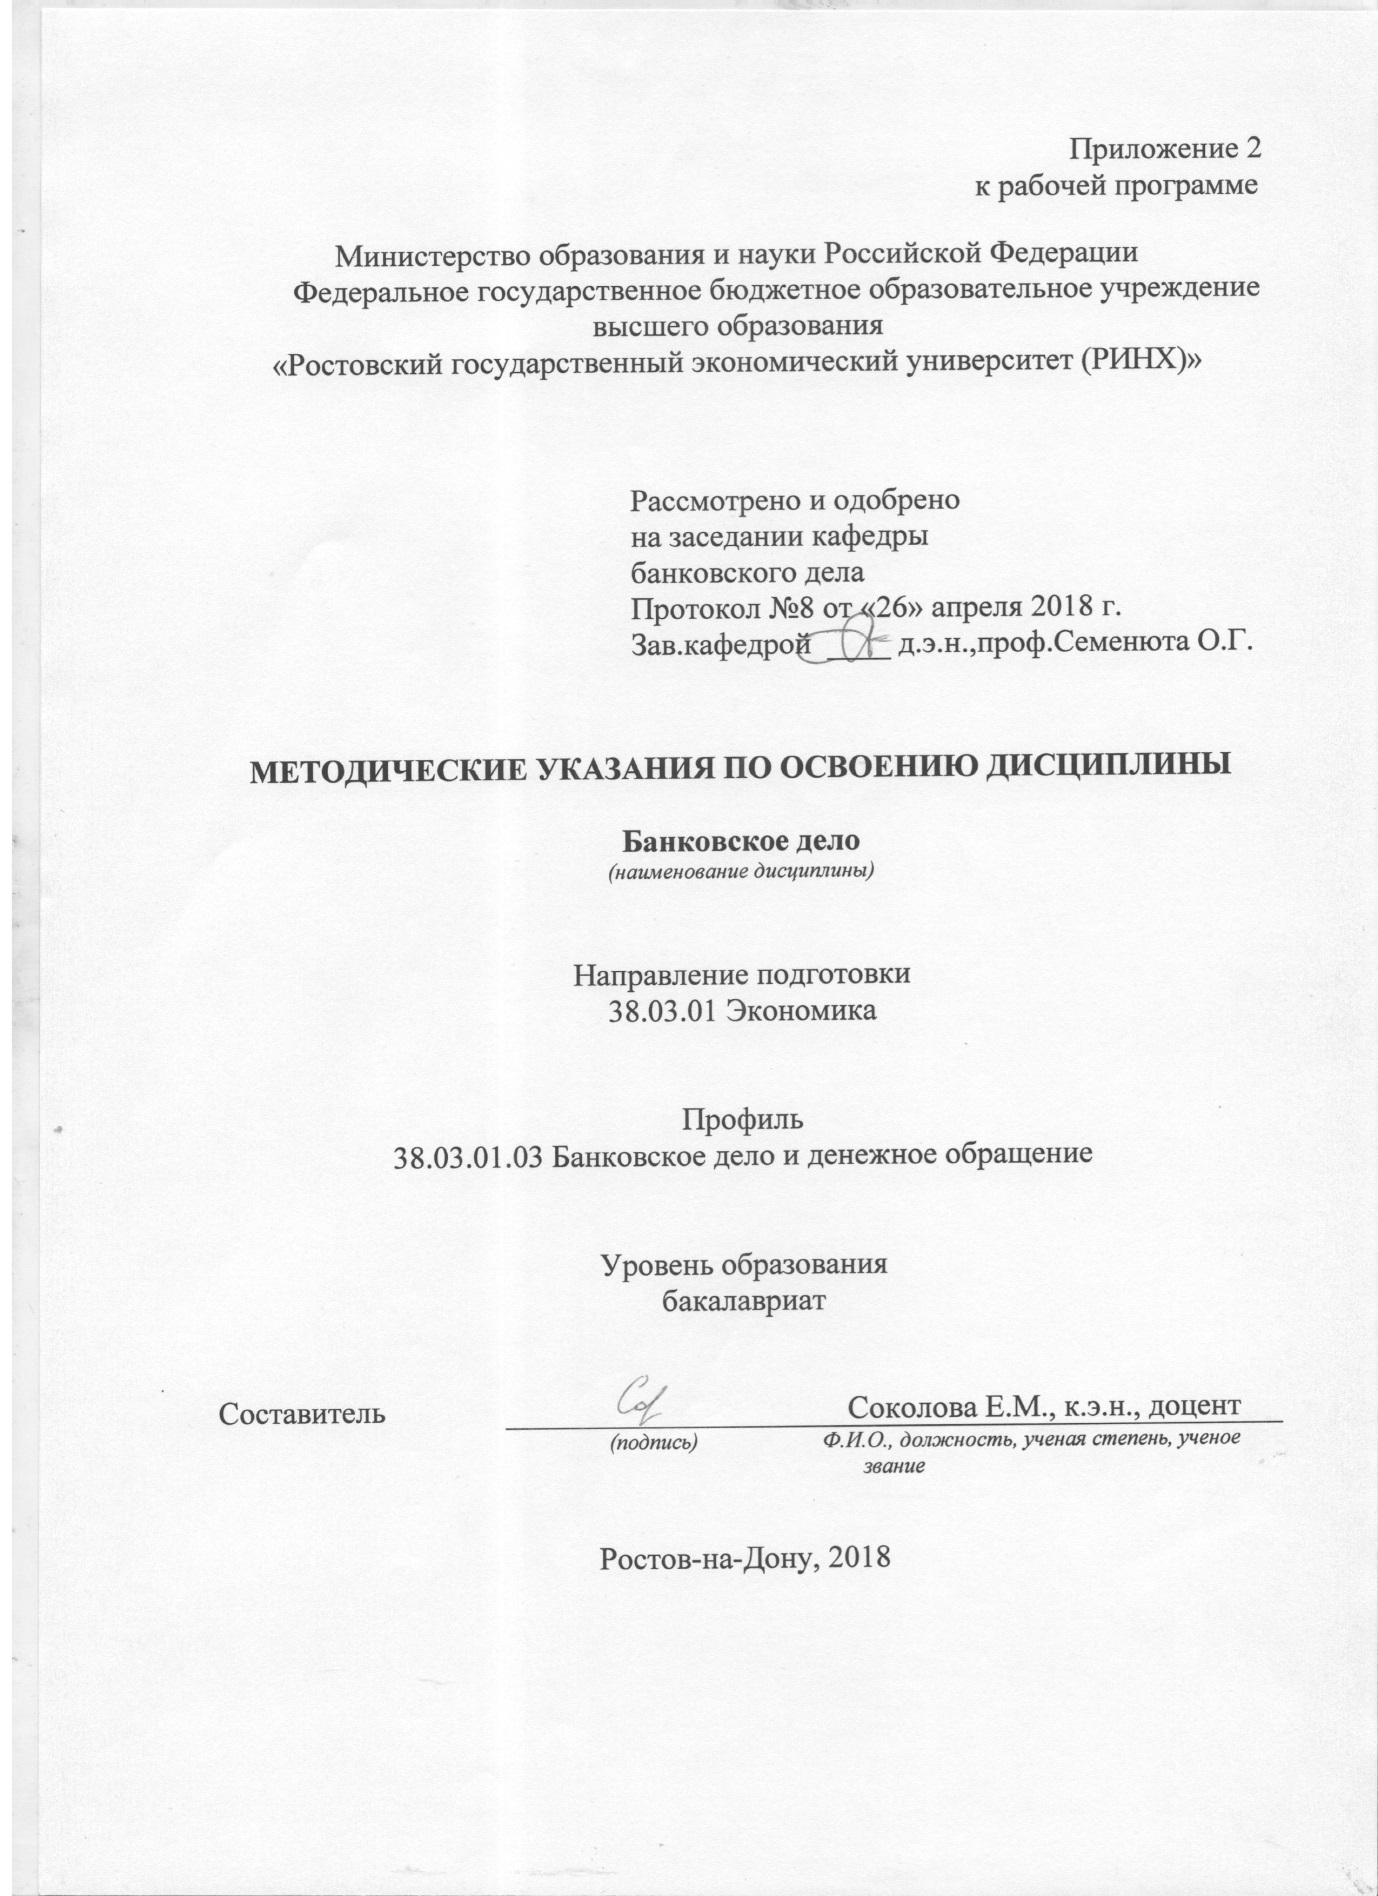 Приложение 2
к рабочей программе
Министерство образования и науки Российской Федерации
Федеральное государственное бюджетное образовательное учреждение
высшего образования
«Ростовский государственный экономический университет (РИНХ)»
Рассмотрено и одобрено
на заседании кафедры
банковского дела
Протокол №8 от «26» апреля 2018 г.
Зав.кафедрой ____ д.э.н.,проф.Семенюта О.Г.
МЕТОДИЧЕСКИЕ УКАЗАНИЯ ПО ОСВОЕНИЮ ДИСЦИПЛИНЫ
Банковское дело
(наименование дисциплины)
Направление подготовки
38.03.01 Экономика
Профиль
38.03.01.03 Банковское дело и денежное обращение
Уровень образования
бакалавриат
Составитель Соколова Е.М., к.э.н., доцент
(подпись) Ф.И.О., должность, ученая степень, ученое
звание
Ростов-на-Дону, 2018